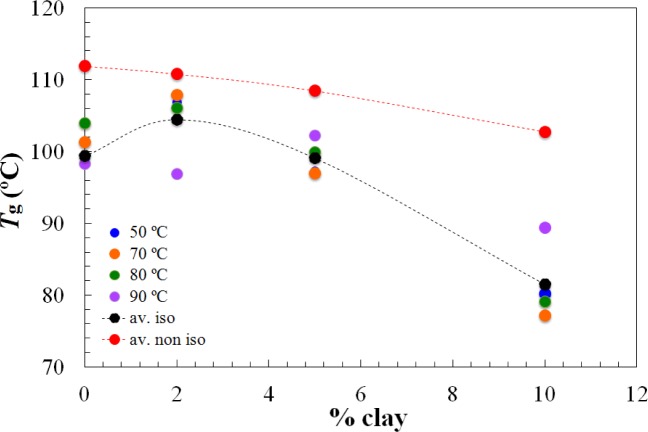 120
110
100
90
80
70
Tg (ºC)
50 ºC
70 ºC
80 ºC
90 ºC
av. iso
av. non iso
0 2 4 6 8 10 12
% clay